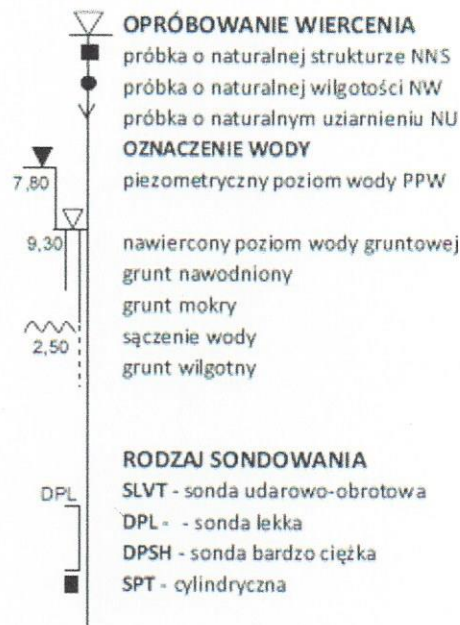 OPRÓBOWANIE WIERCENIA
próbka o naturalnej strukturze NNS
próbka o naturalnej wilgotości NW
próbka o naturalnym uziarnieniu NU
OZNACZENIE WODY
7,80 piezometryczny poziom wody PPW
9,30 nawiercony poziom wody gruntowej
grunt nawodniony
grunt mokry
sączenie wody
2,50
grunt wilgotny
RODZAJ SONDOWANIA
DPL SLVT - sonda udarowo-obrotowa
DPL - - sonda lekka
DPSH - sonda bardzo ciężka
SPT - cylindryczna